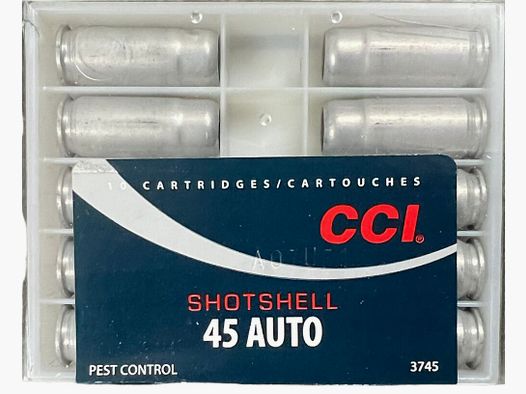 10 CARTRIDGES/CARTOUCHES
CCI®
SHOTSHELL
45 AUTO
PEST CONTROL 3745